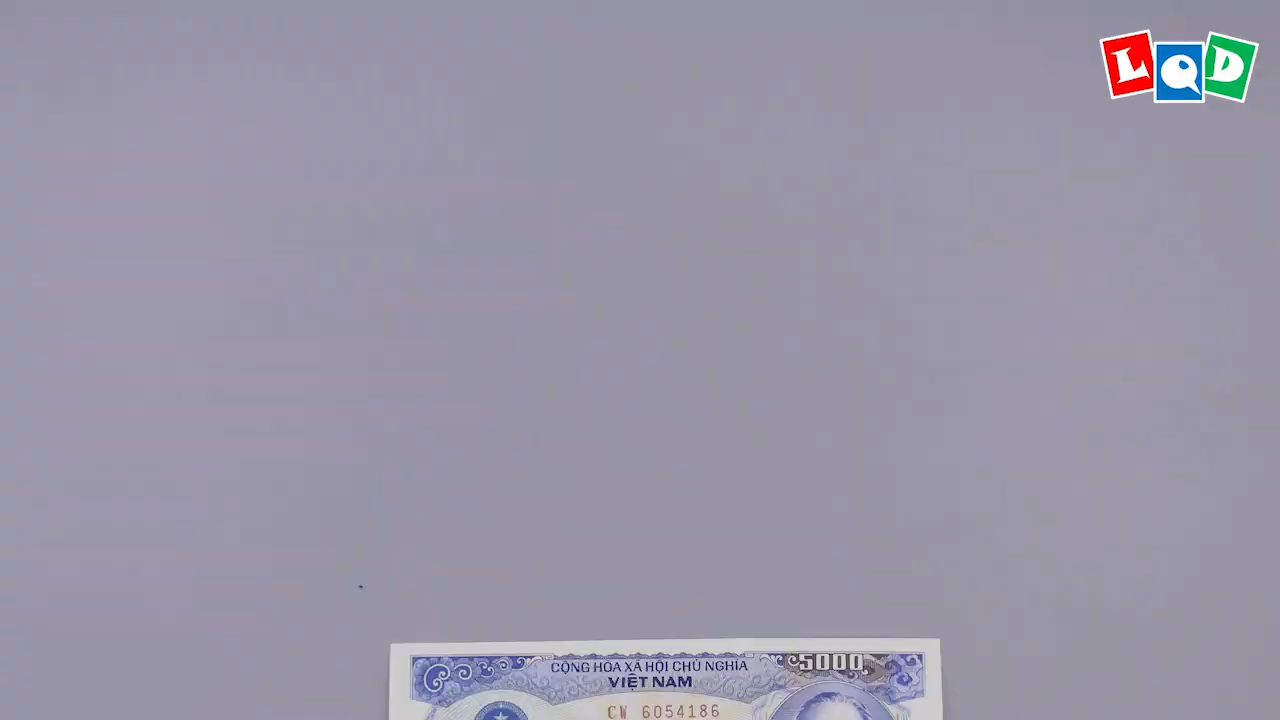 LQD
CỘNG HÒA XÃ HỘI CHỦ NGHĨA
5000
VIỆT NAM
CW 6054186